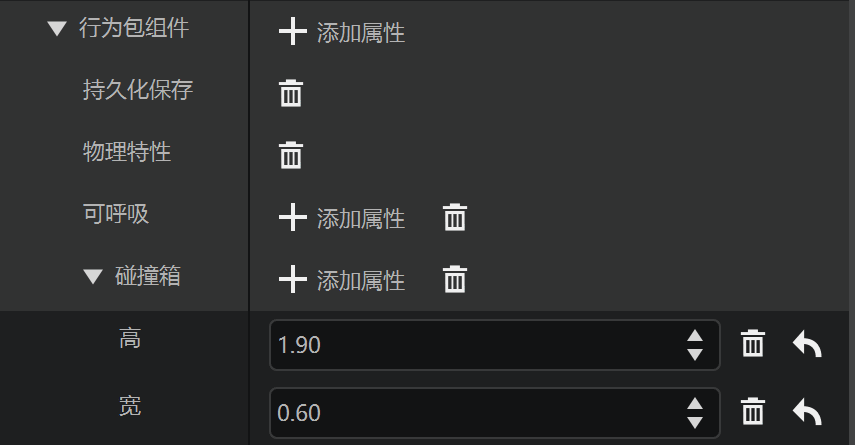 行为包组件 添加属性
持久化保存
物理特性
可呼吸 添加属性
碰撞箱 添加属性
高 1.90
宽 0.60